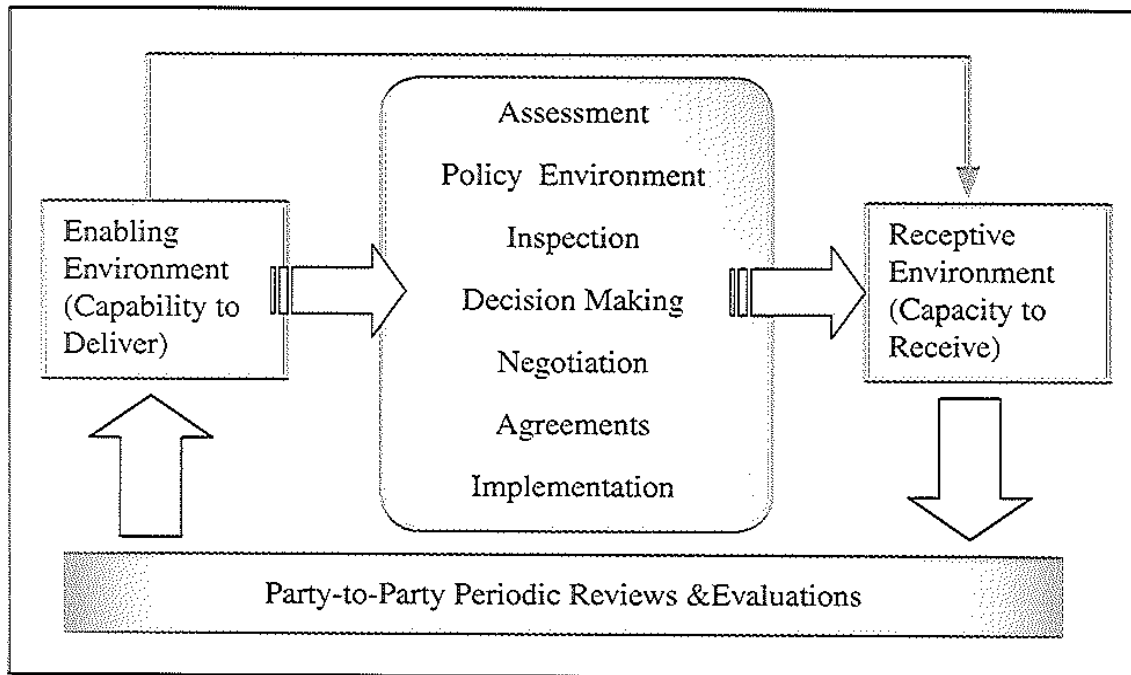 Enabling
Environment
(Capability to
Deliver)
Assessment
Policy Environment
Inspection
Decision Making
Negotiation
Agreements
Implementation
Receptive
Environment
(Capacity to
Receive)
Party-to-Party Periodic Reviews &Evaluations